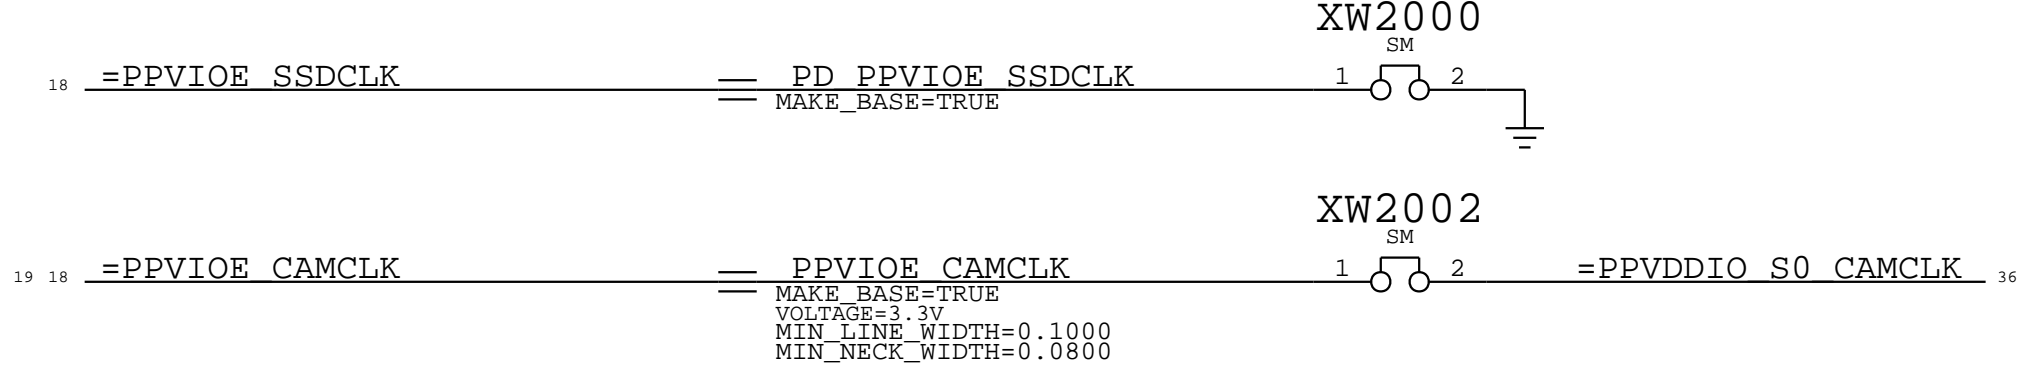 XW2000
SM
18 =PPVIOE_SSDCLK PD_PPVIOE_SSDCLK 1 2
MAKE_BASE=TRUE
XW2002
SM
19 18 =PPVIOE_CAMCLK PPVIOE_CAMCLK 1 2 =PPVDDIO_S0_CAMCLK 36
MAKE_BASE=TRUE
VOLTAGE=3.3V
MIN_LINE_WIDTH=0.1000
MIN_NECK_WIDTH=0.0800